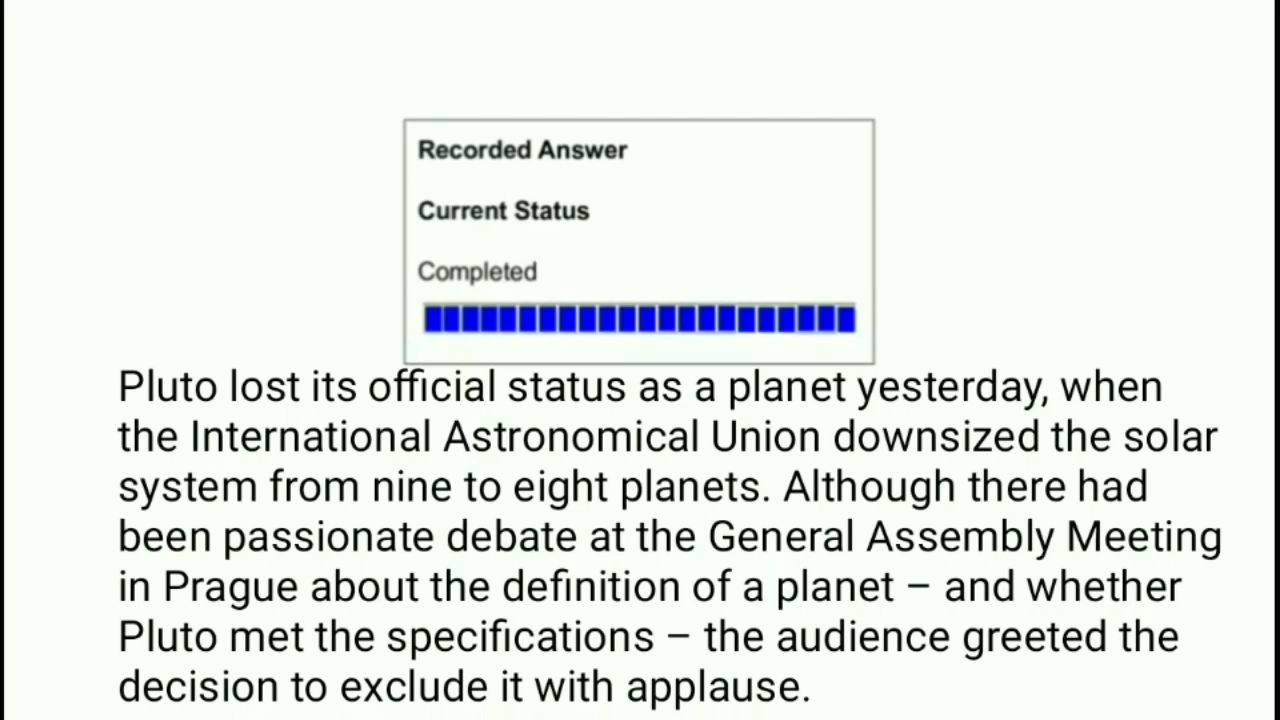 Recorded Answer
Current Status
Completed
Pluto lost its official status as a planet yesterday, when
the International Astronomical Union downsized the solar
system from nine to eight planets. Although there had
been passionate debate at the General Assembly Meeting
in Prague about the definition of a planet – and whether
Pluto met the specifications – the audience greeted the
decision to exclude it with applause.